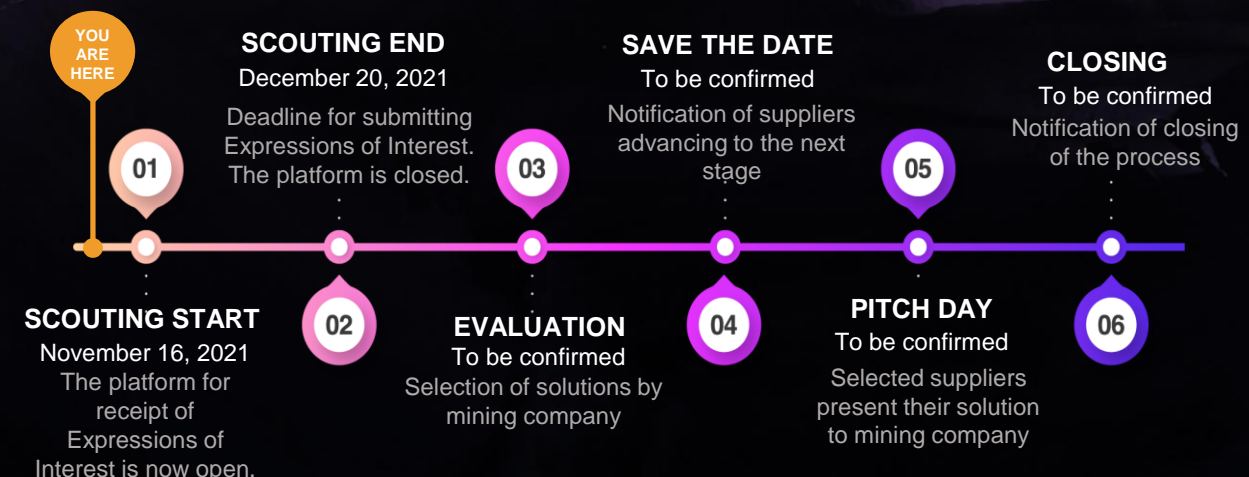 YOU
ARE
HERE
01
SCOUTING START
November 16, 2021
The platform for
receipt of
Expressions of
Interest is now open.
SCOUTING END
December 20, 2021
Deadline for submitting
Expressions of Interest.
The platform is closed.
02
03
EVALUATION
To be confirmed
Selection of solutions by
mining company
SAVE THE DATE
To be confirmed
Notification of suppliers
advancing to the next
stage
04
05
PITCH DAY
To be confirmed
Selected suppliers
present their solution
to mining company
CLOSING
To be confirmed
Notification of closing
of the process
06